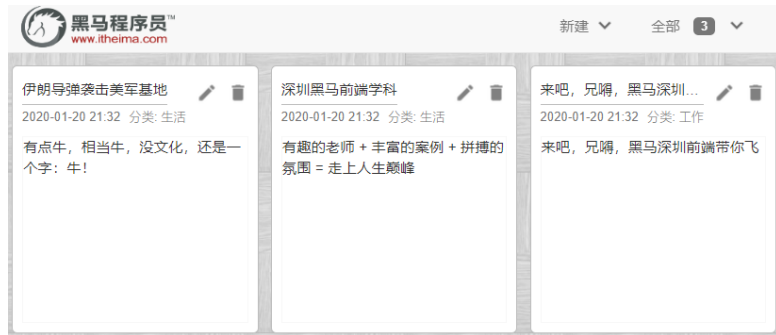 黑马程序员™
www.itheima.com
新建
全部 3
伊朗导弹袭击美军基地
2020-01-20 21:32 分类: 生活
有点牛，相当牛，没文化，还是一
个字：牛！
深圳黑马前端学科
2020-01-20 21:32 分类: 生活
有趣的老师 + 丰富的案例 + 拼搏的
氛围 = 走上人生巅峰
来吧，兄嘚，黑马深圳...
2020-01-20 21:32 分类: 工作
来吧，兄嘚，黑马深圳前端带你飞